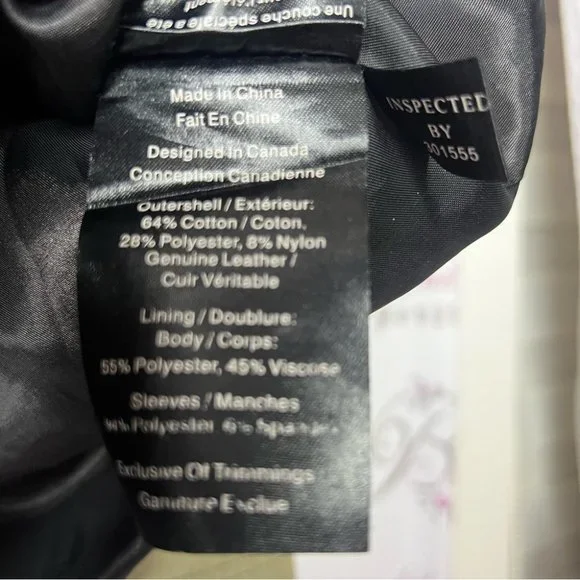 Une couche spéciale a été
Made in China
Fait En Chine
Designed in Canada
Conception Canadienne
Outershell / Extérieur:
64% Cotton / Coton,
28% Polyester, 8% Nylon
Genuine Leather /
Cuir Véritable
Lining / Doublure:
Body / Corps:
55% Polyester, 45% Viscose
Sleeves / Manches
Polyester 6%
Exclusive Of Trimmings
Garniture Exclue
INSPECTED
BY
301555